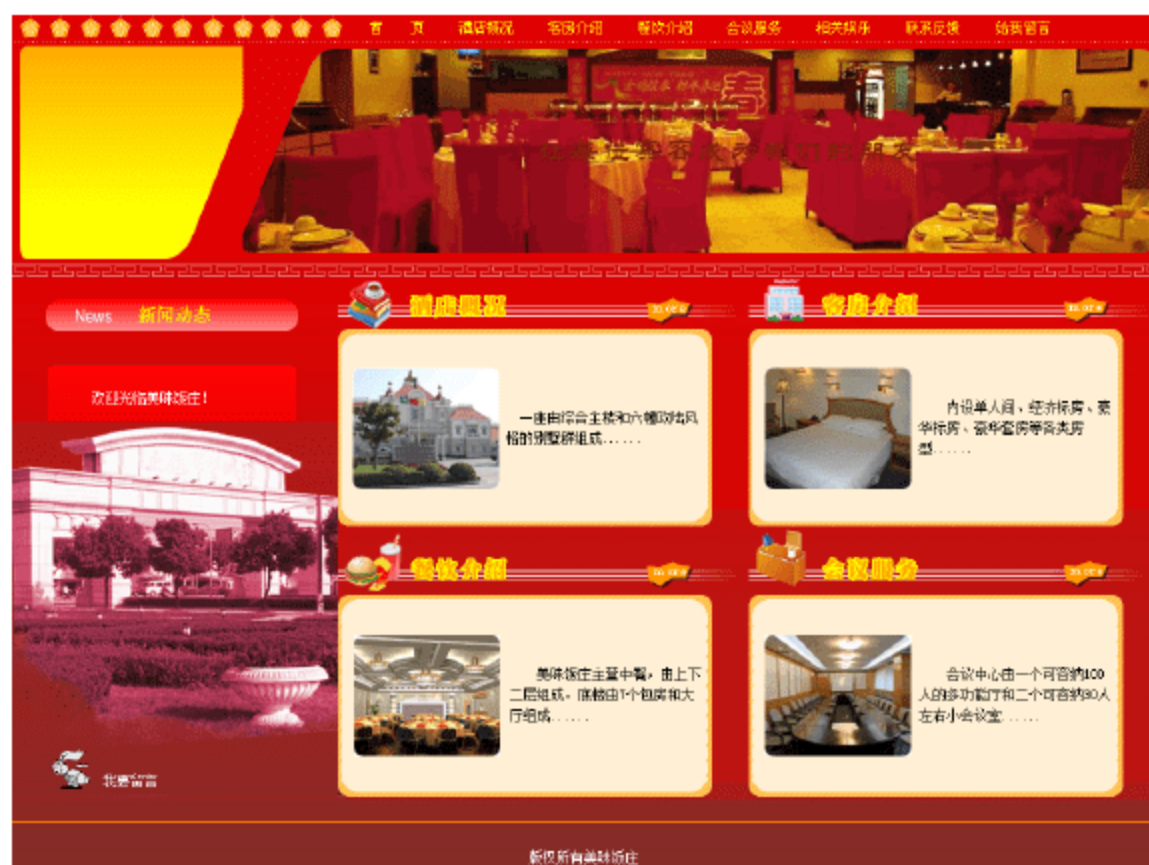 首 页 酒店概况 客房介绍 餐饮介绍 会议服务 相关娱乐 联系反馈 给我留言
春
News 新闻动态
欢迎光临美味饭庄！
我要留言
酒店概况 more
一座由综合主楼和六幢欧陆风
格的别墅群组成......
客房介绍 more
内设单人间、经济标房、豪
华标房、豪华套房等各类房
型......
餐饮介绍 more
美味饭庄主营中餐，由上下
二层组成。底楼由7个包房和大
厅组成......
会议服务 more
会议中心由一个可容纳100
人的多功能厅和二个可容纳30人
左右小会议室......
版权所有美味饭庄